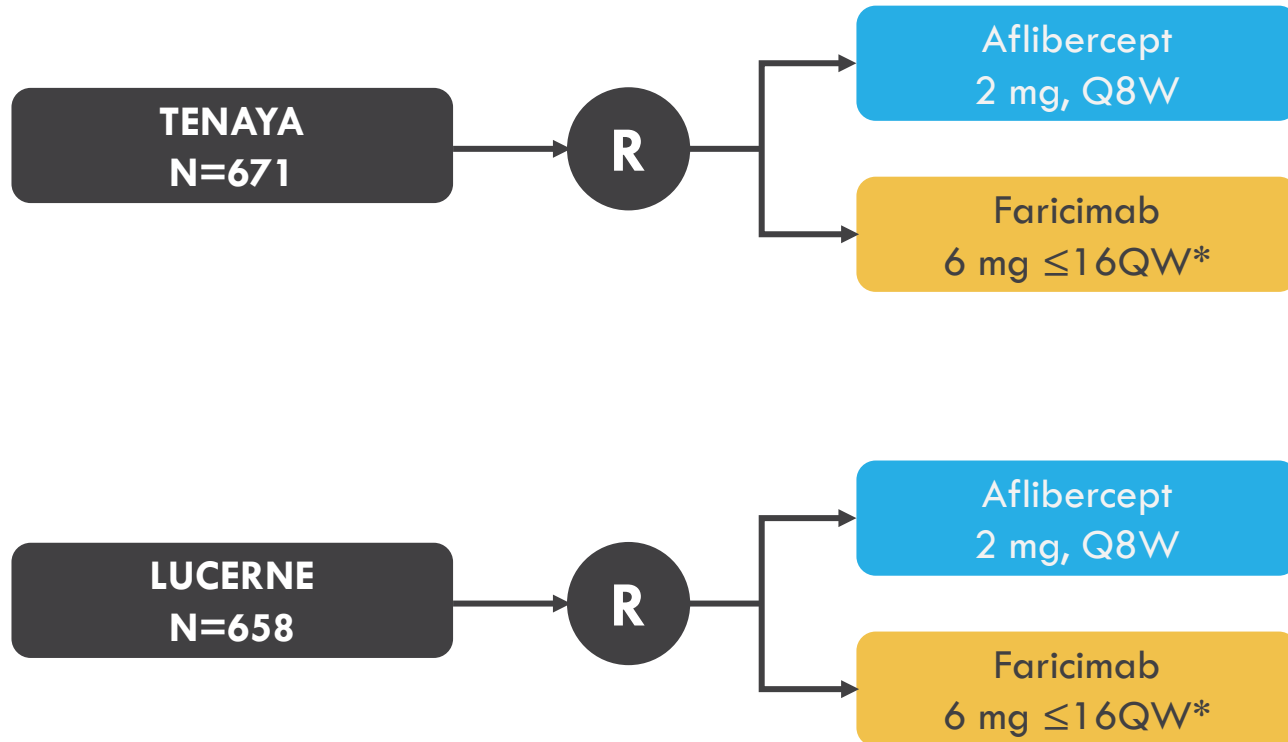 TENAYA
N=671
R
Aflibercept
2 mg, Q8W
Faricimab
6 mg ≤16QW*
LUCERNE
N=658
R
Aflibercept
2 mg, Q8W
Faricimab
6 mg ≤16QW*